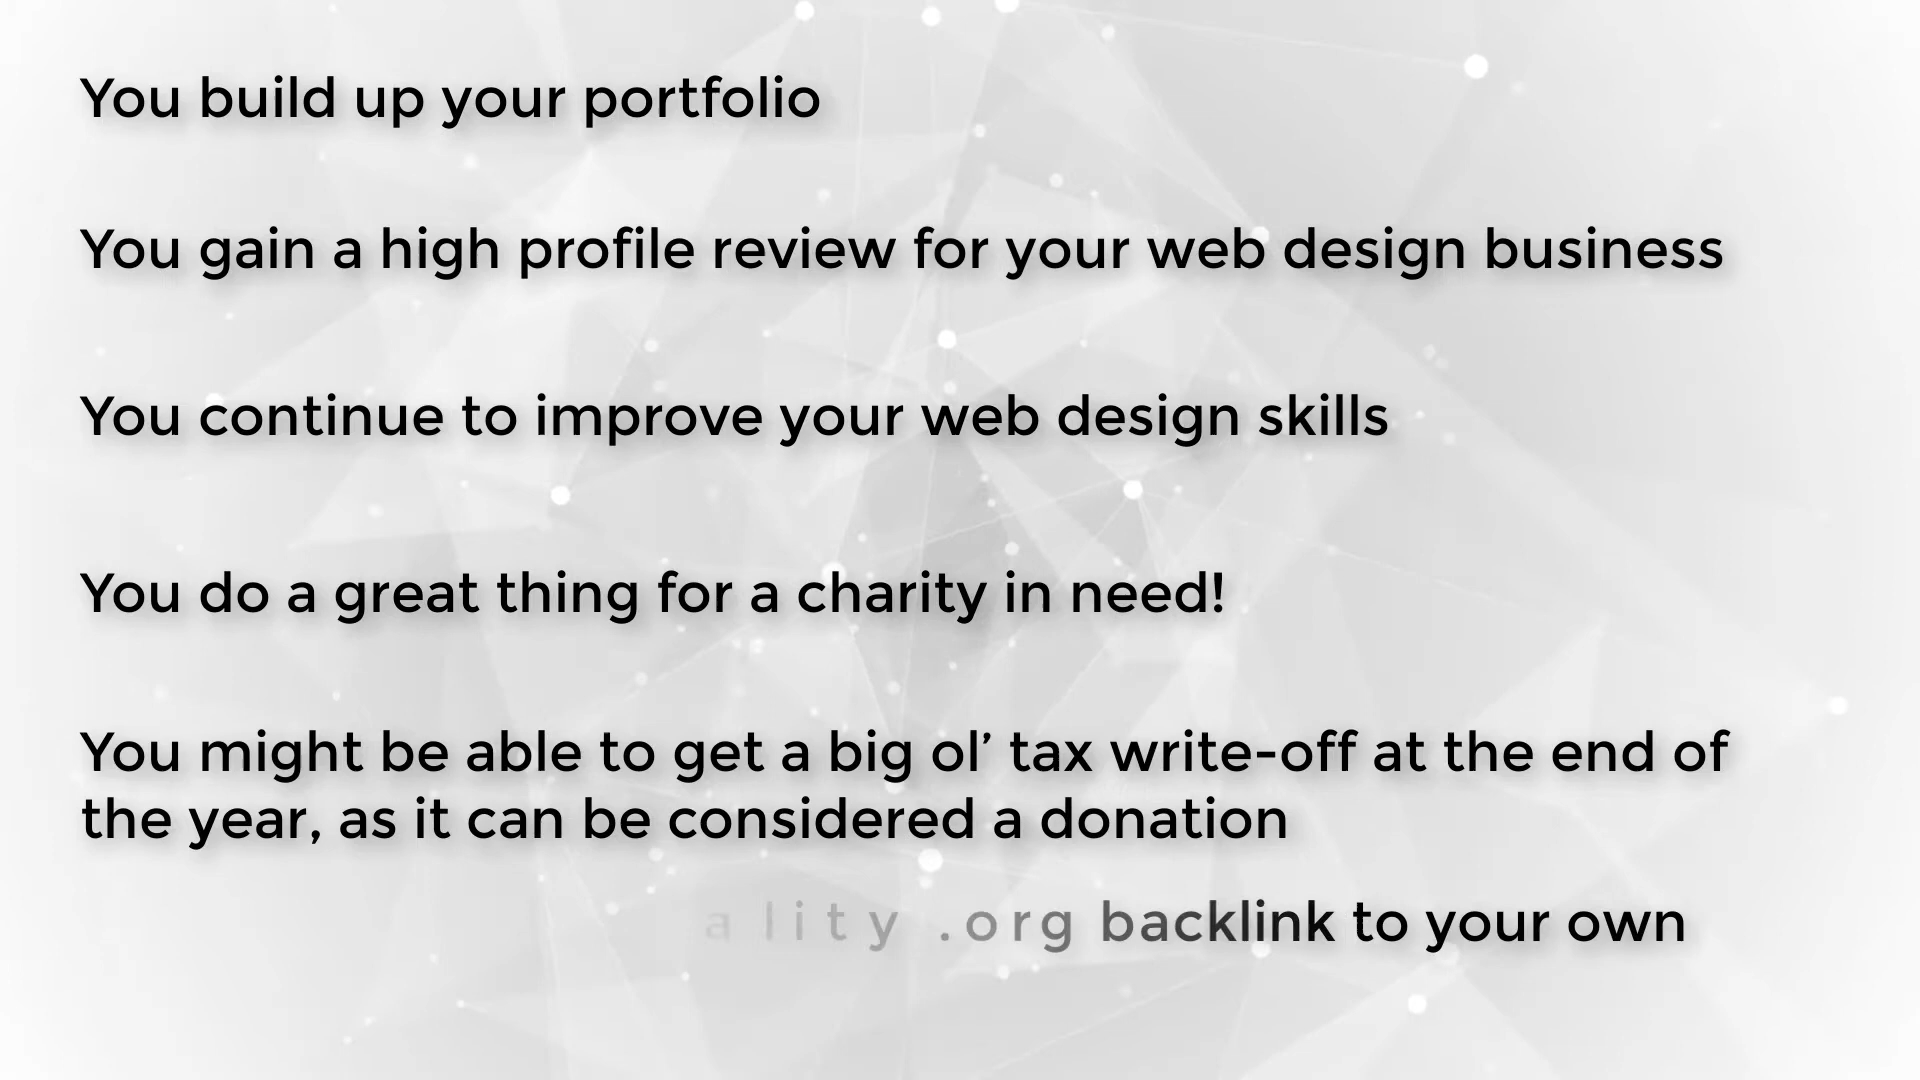 You build up your portfolio
You gain a high profile review for your web design business
You continue to improve your web design skills
You do a great thing for a charity in need!
You might be able to get a big ol’ tax write-off at the end of
the year, as it can be considered a donation
ality .org backlink to your own